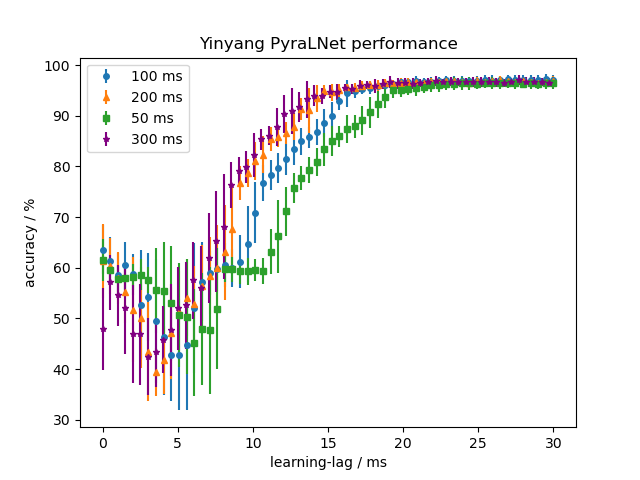 Yinyang PyraLNet performance
100 ms
200 ms
50 ms
300 ms
accuracy / %
100
90
80
70
60
50
40
30
0 5 10 15 20 25 30
learning-lag / ms